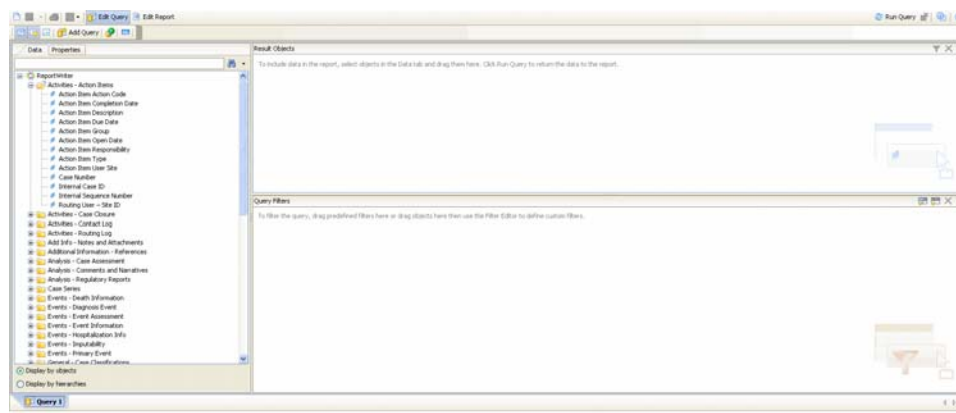 Edit Query Edit Report Run Query
Add Query
Data Properties
Result Objects
To include data in the report, select objects in the Data tab and drag them here. Click Run Query to return the data to the report.
ReportWriter
Activities - Action Items
Action Item Action Code
Action Item Completion Date
Action Item Description
Action Item Due Date
Action Item Group
Action Item Open Date
Action Item Responsibility
Action Item Type
Action Item User Site
Case Number
Internal Case ID
Internal Sequence Number
Routing User - Site ID
Activities - Case Closure
Activities - Contact Log
Activities - Routing Log
Add Info - Notes and Attachments
Additional Information - References
Analysis - Case Assessment
Analysis - Comments and Narratives
Analysis - Regulatory Reports
Case Series
Events - Death Information
Events - Diagnosis Event
Events - Event Assessment
Events - Event Information
Events - Hospitalization Info
Events - Imputability
Events - Primary Event
General - Case Classifications
Query Filters
To filter the query, drag predefined filters here or drag objects here then use the Filter Editor to define custom filters.
Display by objects
Display by hierarchies
Query 1